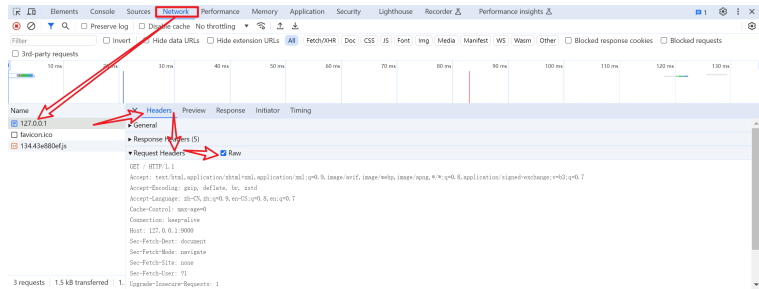 Elements Console Sources Network Performance Memory Application Security Lighthouse Recorder Performance insights 1
Preserve log Disable cache No throttling
Filter Invert Hide data URLs Hide extension URLs All Fetch/XHR Doc CSS JS Font Img Media Manifest WS Wasm Other Blocked response cookies Blocked requests
3rd-party requests
10 ms 20 ms 30 ms 40 ms 50 ms 60 ms 70 ms 80 ms 90 ms 100 ms 110 ms 120 ms 130 ms
Name Headers Preview Response Initiator Timing
127.0.0.1
General
favicon.ico
Response Headers (5)
134.43e880ef.js
Request Headers Raw
GET / HTTP/1.1
Accept: text/html,application/xhtml+xml,application/xml;q=0.9,image/avif,image/webp,image/apng,*/*;q=0.8,application/signed-exchange;v=b3;q=0.7
Accept-Encoding: gzip, deflate, br, zstd
Accept-Language: zh-CN,zh;q=0.9,en-US;q=0.8,en;q=0.7
Cache-Control: max-age=0
Connection: keep-alive
Host: 127.0.0.1:9000
Sec-Fetch-Dest: document
Sec-Fetch-Mode: navigate
Sec-Fetch-Site: none
Sec-Fetch-User: ?1
Upgrade-Insecure-Requests: 1
3 requests 1.5 kB transferred 1.